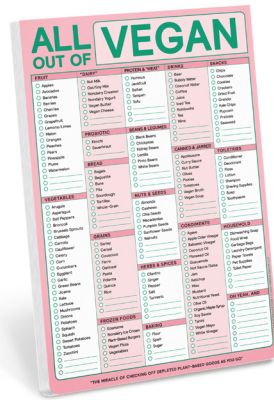 ALL
OUT OF
VEGAN
FRUIT
Apples
Avocados
Bananas
Berries
Cherries
Grapes
Grapefruit
Lemons/Limes
Melon
Oranges
Peaches
Pears
Pineapple
Plums
Watermelon
VEGETABLES
Arugula
Asparagus
Bell Peppers
Broccoli
Brussels Sprouts
Cabbage
Carrots
Cauliflower
Celery
Corn
Cucumbers
Eggplant
Garlic
Green Beans
Kale
Lettuce
Mushrooms
Onions
Potatoes
Spinach
Squash
Sweet Potatoes
Tomatoes
Zucchini
"DAIRY"
Nut Milk
Oat/Soy Milk
Nondairy Creamer
Nondairy Yogurt
Vegan Butter
Vegan Cheese
PROBIOTIC
Kimchi
Sauerkraut
BREAD
Bagels
Baguette
Buns
Pita
Sourdough
Tortillas
Whole-Grain
GRAINS
Barley
Cereal
Couscous
Farro
Oatmeal
Pasta
Polenta
Quinoa
Rice
FROZEN FOODS
Edamame
Nondairy Ice Cream
Plant-Based Burgers
Vegan Pizza
Vegetables
PROTEIN & "MEAT"
Hummus
Jackfruit
Seitan
Tempeh
Tofu
BEANS & LEGUMES
Black Beans
Chickpeas
Kidney Beans
Lentils
Pinto Beans
White Beans
NUTS & SEEDS
Almonds
Cashews
Chia Seeds
Macadamias
Pumpkin Seeds
Sunflower Seeds
Walnuts
HERBS & SPICES
Cilantro
Ginger
Pepper
Salt
Turmeric
BAKING
Flour
Spelt
Sugar
DRINKS
Beer
Bubbly Water
Coconut Water
Coffee
Juice
Iced Tea
Kombucha
Tea
Wine
CANNED & JARRED
Applesauce
Curry Sauce
Nut Butter
Olives
Pickles
Tomatoes
Vegan Broth
Vegan Soup
CONDIMENTS
Agave
Apple Cider Vinegar
Balsamic Vinegar
Coconut Oil
Flaxseed Oil
Guacamole
Hot Sauce
Jam
Ketchup
Miso
Mustard
Nutritional Yeast
Olive Oil
Organic Maple Syrup
Soy Sauce
Syrup
Vegan Mayo
White Vinegar
SNACKS
Chips
Chocolate
Cookies
Crackers
Dried Fruit
Granola
Kale Chips
Popcorn
Pretzels
Seaweed
TOILETRIES
Conditioner
Deodorant
Floss
Lotion
Shampoo
Shaving Supplies
Soap
Toothpaste
HOUSEHOLD
Dishwashing Soap
Food Wrap
Garbage Bags
Laundry Detergent
Paper Towels
Pet Supplies
Toilet Paper
OH YEAH, AND
"THE MIRACLE OF CHECKING OFF DEPLETED PLANT-BASED GOODS AS YOU GO"